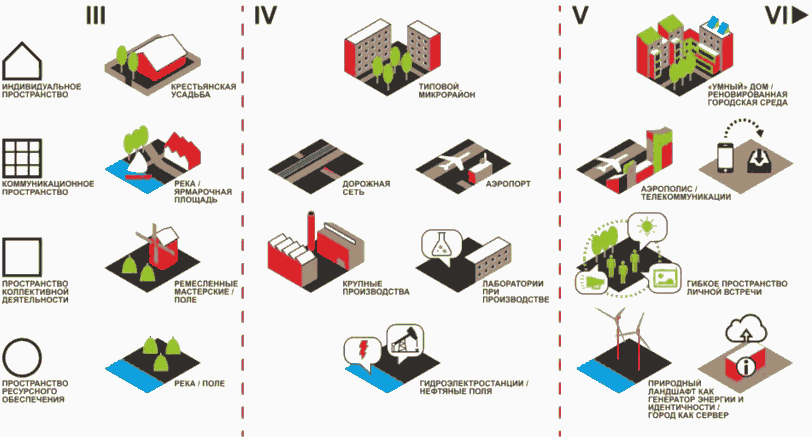 III
IV
V
VI
ИНДИВИДУАЛЬНОЕ
ПРОСТРАНСТВО
КРЕСТЬЯНСКАЯ
УСАДЬБА
ТИПОВОЙ
МИКРОРАЙОН
«УМНЫЙ» ДОМ /
РЕНОВИРОВАННАЯ
ГОРОДСКАЯ СРЕДА
КОММУНИКАЦИОННОЕ
ПРОСТРАНСТВО
РЕКА /
ЯРМАРОЧНАЯ
ПЛОЩАДЬ
ДОРОЖНАЯ
СЕТЬ
АЭРОПОРТ
АЭРОПОЛИС /
ТЕЛЕКОММУНИКАЦИИ
ПРОСТРАНСТВО
КОЛЛЕКТИВНОЙ
ДЕЯТЕЛЬНОСТИ
РЕМЕСЛЕННЫЕ
МАСТЕРСКИЕ /
ПОЛЕ
КРУПНЫЕ
ПРОИЗВОДСТВА
ЛАБОРАТОРИИ
ПРИ
ПРОИЗВОДСТВЕ
ГИБКОЕ ПРОСТРАНСТВО
ЛИЧНОЙ ВСТРЕЧИ
ПРОСТРАНСТВО
РЕСУРСНОГО
ОБЕСПЕЧЕНИЯ
РЕКА / ПОЛЕ
ГИДРОЭЛЕКТРОСТАНЦИИ /
НЕФТЯНЫЕ ПОЛЯ
ПРИРОДНЫЙ
ЛАНДШАФТ КАК
ГЕНЕРАТОР ЭНЕРГИИ И
ИДЕНТИЧНОСТИ /
ГОРОД КАК СЕРВЕР